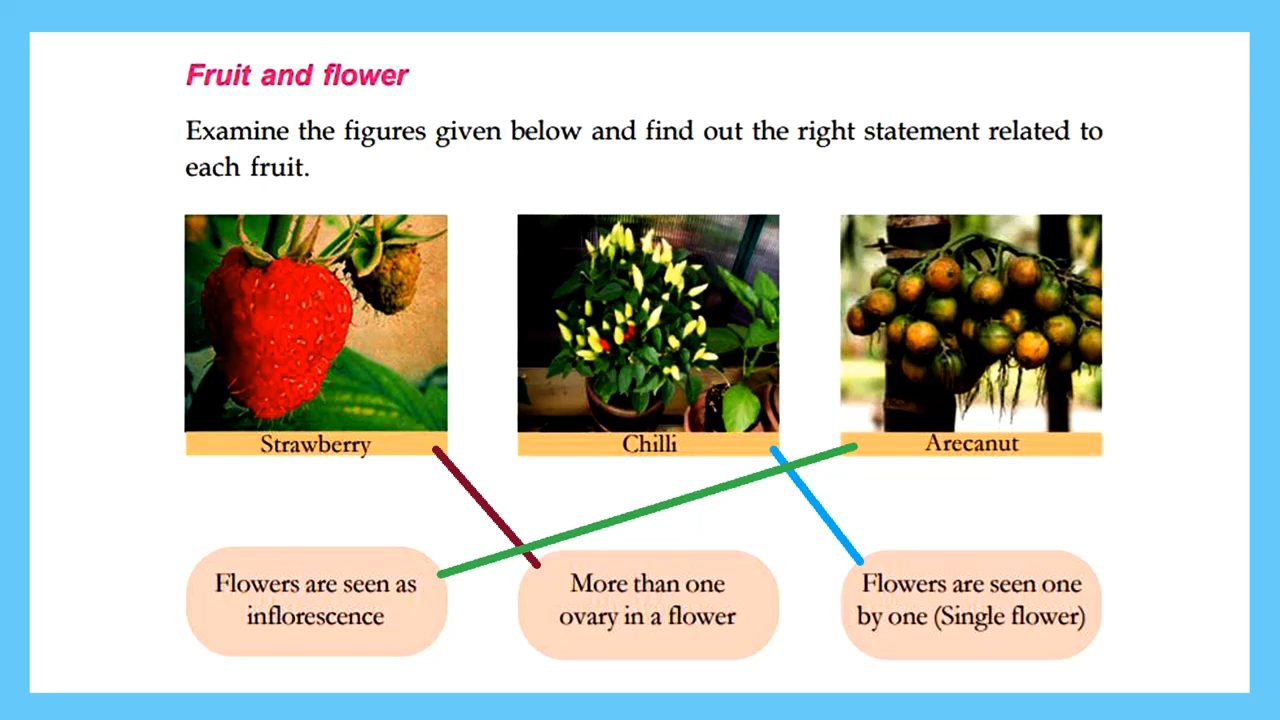 Fruit and flower
Examine the figures given below and find out the right statement related to
each fruit.
Strawberry
Chilli
Arecanut
Flowers are seen as
inflorescence
More than one
ovary in a flower
Flowers are seen one
by one (Single flower)